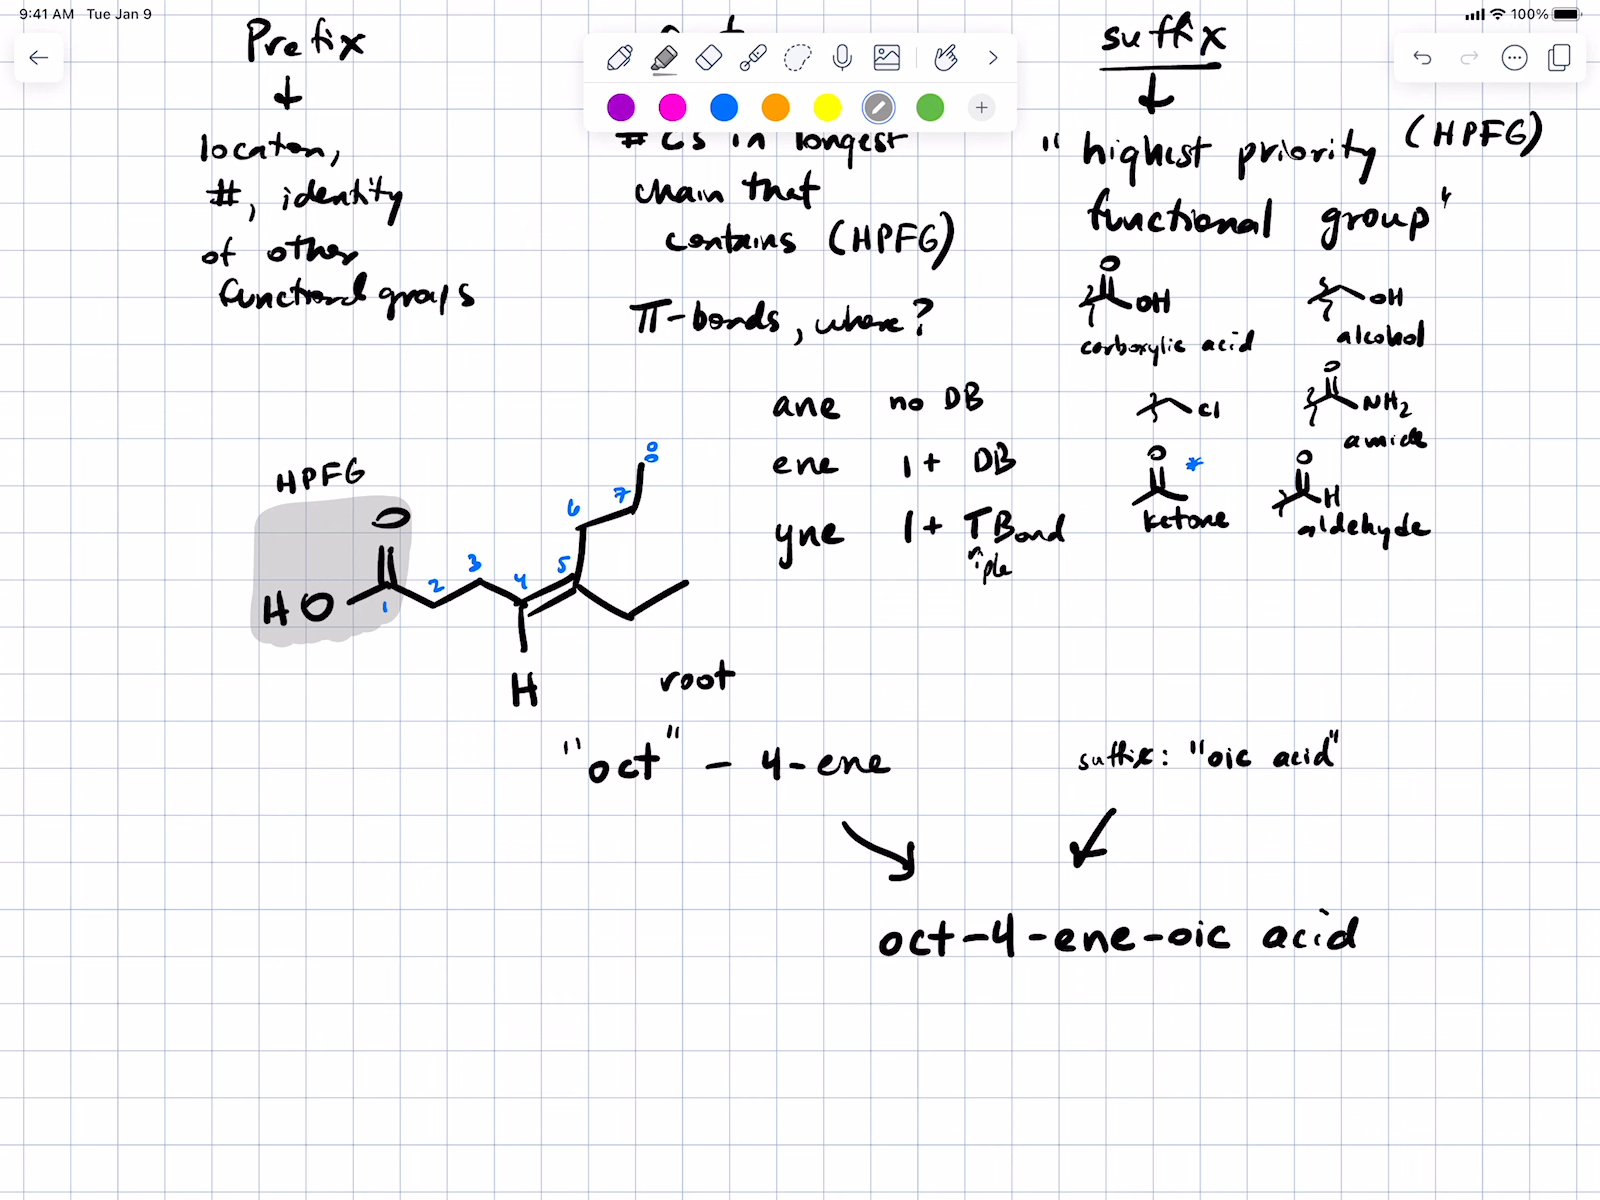 9:41 AM Tue Jan 9
100%
Prefix
location,
#, identity
of other
functional groups
# Cs in longest
chain that
contains (HPFG)
π-bonds, where?
ane no DB
ene 1+ DB
yne 1+ TBond
riple
suffix
"highest priority (HPFG)
functional group"
O
OH
carboxylic acid
OH
alcohol
Cl
O
NH2
amide
O *
ketone
O
H
aldehyde
HPFG
O
HO
1 2 3 4 5 6 7 8
H
root
"oct" - 4-ene
suffix: "oic acid"
oct-4-ene-oic acid